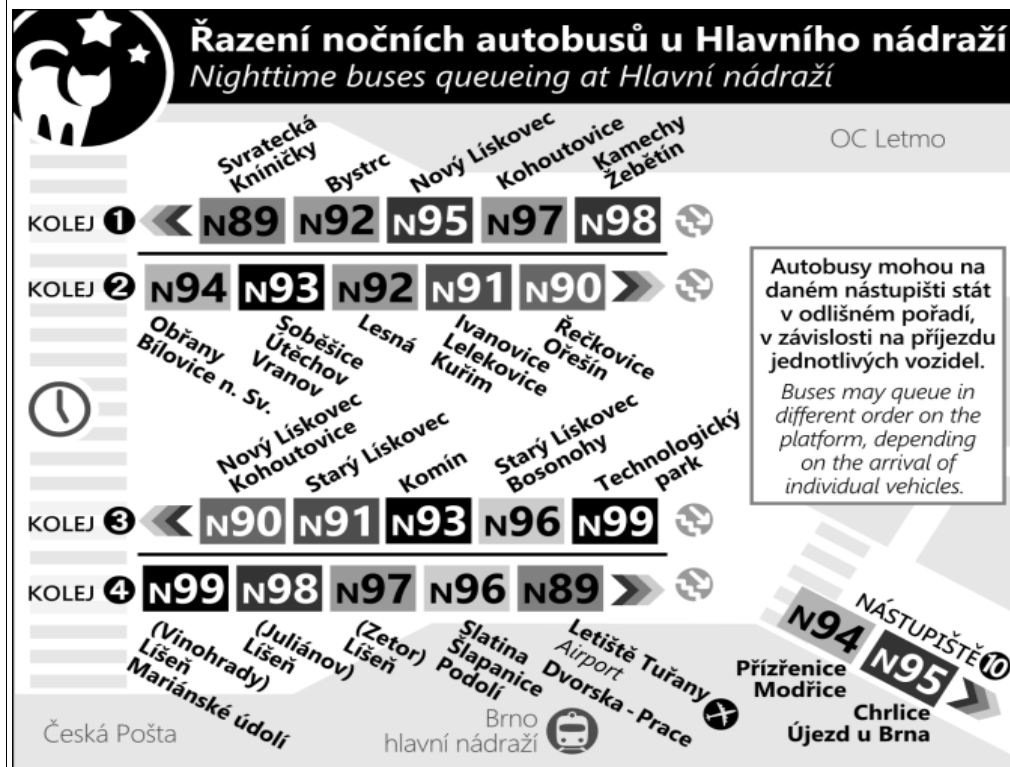 Řazení nočních autobusů u Hlavního nádraží
Nighttime buses queueing at Hlavní nádraží
OC Letmo
Svratecká
Kníničky
Bystrc
Nový Lískovec
Kohoutovice
Kamechy
Žebětín
KOLEJ 1 N89 N92 N95 N97 N98
KOLEJ 2 N94 N93 N92 N91 N90
Obřany
Bílovice n. Sv.
Soběšice
Útěchov
Vranov
Lesná
Ivanovice
Lelekovice
Kuřim
Řečkovice
Ořešín
Autobusy mohou na
daném nástupišti stát
v odlišném pořadí,
v závislosti na příjezdu
jednotlivých vozidel.
Buses may queue in
different order on the
platform, depending
on the arrival of
individual vehicles.
Nový Lískovec
Kohoutovice
Starý Lískovec
Komín
Starý Lískovec
Bosonohy
Technologický
park
KOLEJ 3 N90 N91 N93 N96 N99
KOLEJ 4 N99 N98 N97 N96 N89
(Vinohrady)
Líšeň
Mariánské údolí
(Juliánov)
Líšeň
(Zetor)
Líšeň
Slatina
Šlapanice
Podolí
Letiště Tuřany
Airport
Dvorska - Prace
NÁSTUPIŠTĚ 10
N94 N95
Přízřenice
Modřice
Chrlice
Újezd u Brna
Česká Pošta
Brno
hlavní nádraží